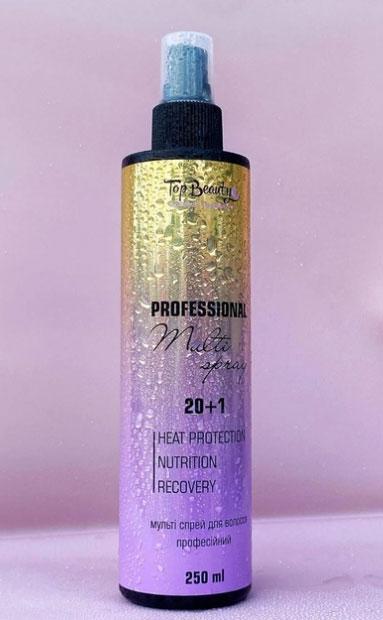 Top Beauty
PROFESSIONAL
Multi
spray
20+1
HEAT PROTECTION
NUTRITION
RECOVERY
мульті спрей для волосся
професійний
250 ml